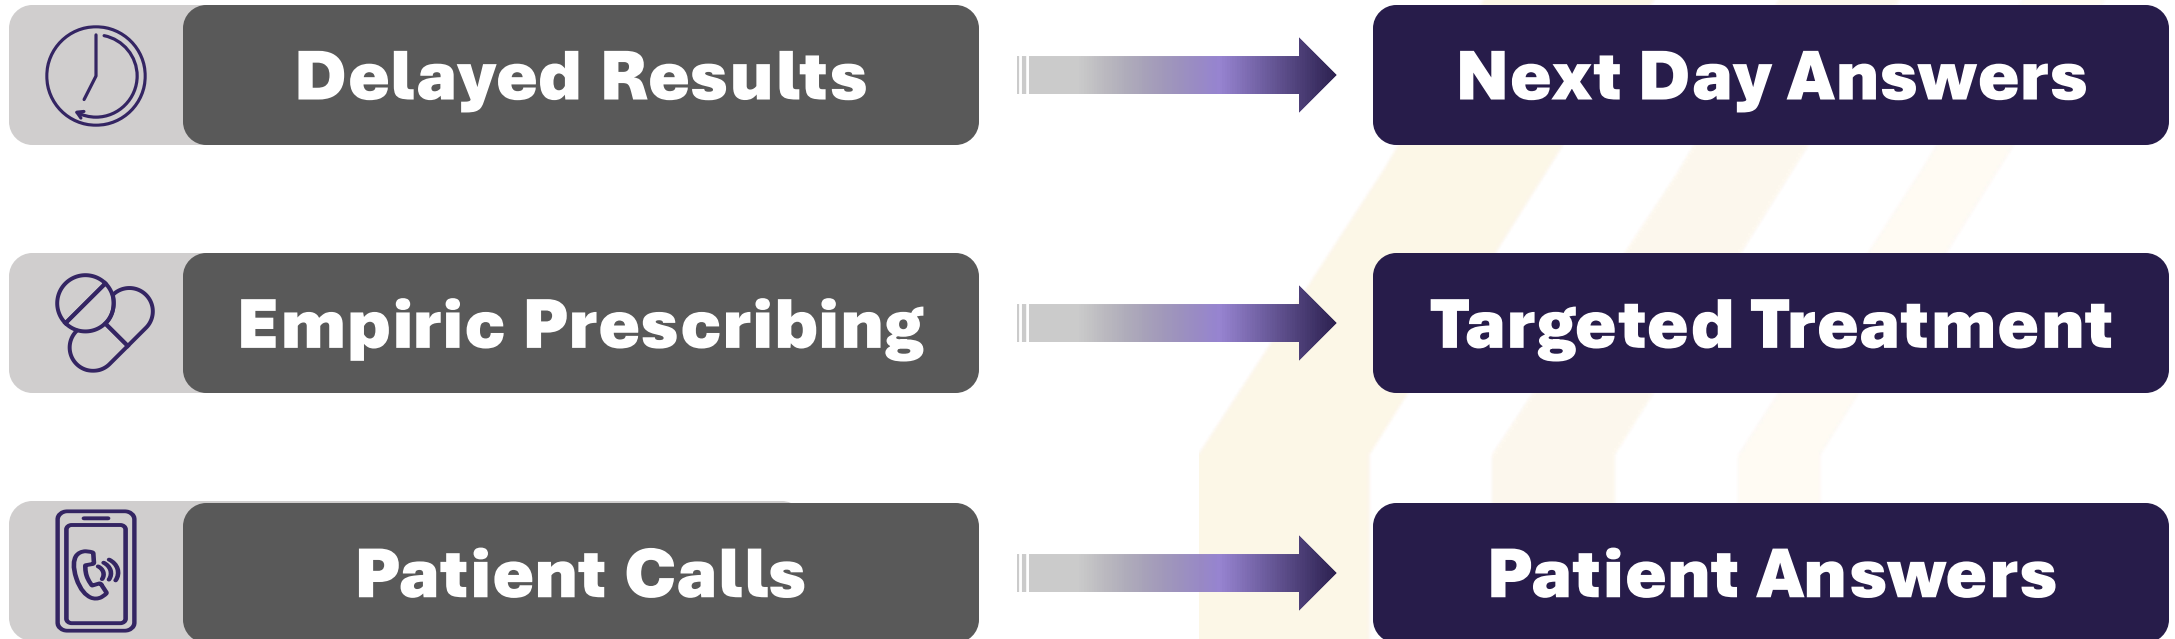 Delayed Results
Next Day Answers
Empiric Prescribing
Targeted Treatment
Patient Calls
Patient Answers